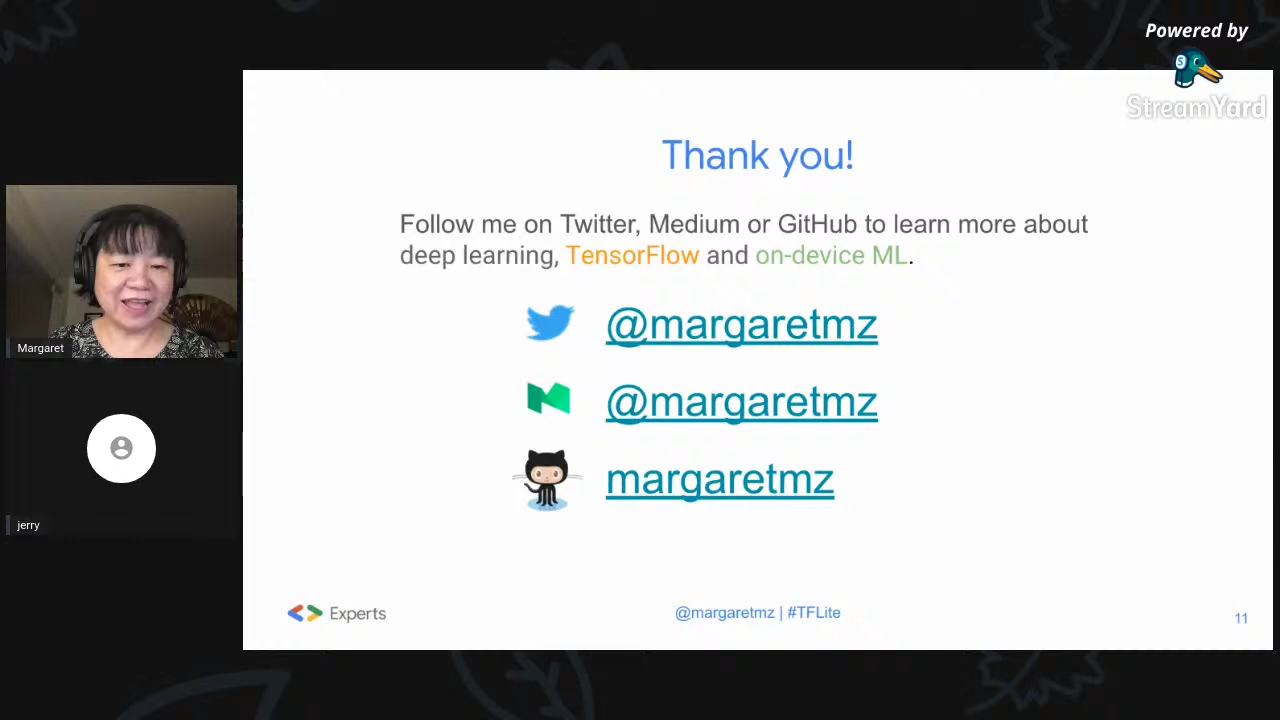 Powered by
StreamYard
Thank you!
Follow me on Twitter, Medium or GitHub to learn more about
deep learning, TensorFlow and on-device ML.
@margaretmz
@margaretmz
margaretmz
Margaret
jerry
Experts
@margaretmz | #TFLite
11